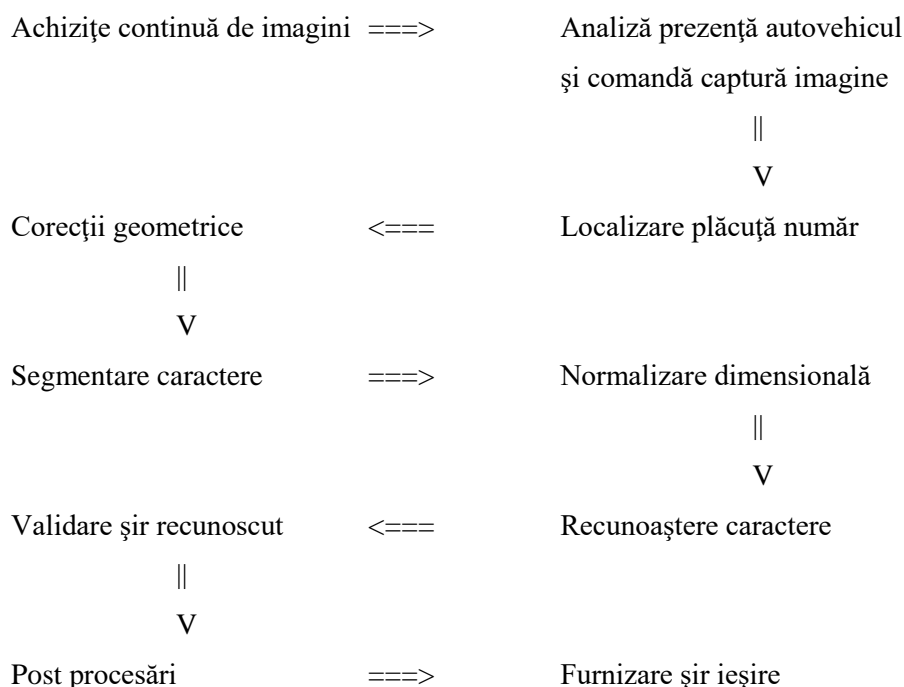 Achiziţe continuă de imagini ===> Analiză prezenţă autovehicul
şi comandă captură imagine
||
V
Corecţii geometrice <=== Localizare plăcuţă număr
||
V
Segmentare caractere ===> Normalizare dimensională
||
V
Validare şir recunoscut <=== Recunoaştere caractere
||
V
Post procesări ===> Furnizare şir ieşire